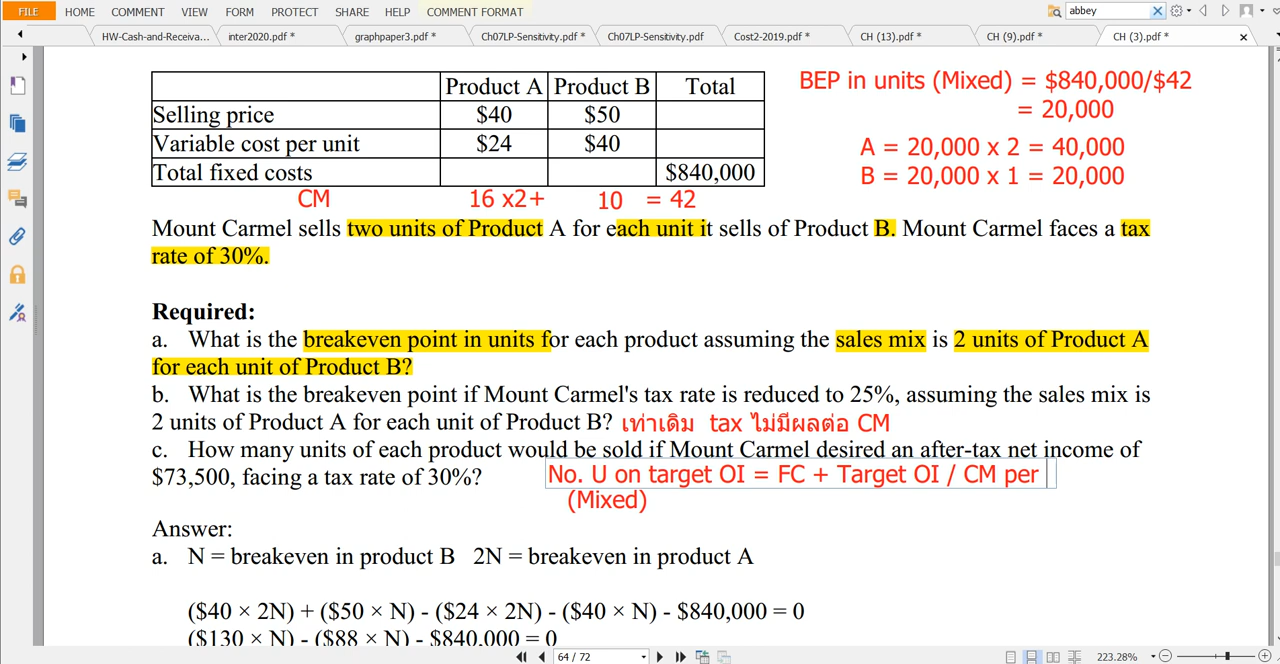 FILE HOME COMMENT VIEW FORM PROTECT SHARE HELP COMMENT FORMAT abbey
HW-Cash-and-Receiva... inter2020.pdf * graphpaper3.pdf * Ch07LP-Sensitivity.pdf * Ch07LP-Sensitivity.pdf Cost2-2019.pdf * CH (13).pdf * CH (9).pdf * CH (3).pdf *
Product A Product B Total
Selling price $40 $50
Variable cost per unit $24 $40
Total fixed costs $840,000
CM 16 x2+ 10 = 42
BEP in units (Mixed) = $840,000/$42
= 20,000
A = 20,000 x 2 = 40,000
B = 20,000 x 1 = 20,000
Mount Carmel sells two units of Product A for each unit it sells of Product B. Mount Carmel faces a tax
rate of 30%.
Required:
a. What is the breakeven point in units for each product assuming the sales mix is 2 units of Product A
for each unit of Product B?
b. What is the breakeven point if Mount Carmel's tax rate is reduced to 25%, assuming the sales mix is
2 units of Product A for each unit of Product B? เท่าเดิม tax ไม่มีผลต่อ CM
c. How many units of each product would be sold if Mount Carmel desired an after-tax net income of
$73,500, facing a tax rate of 30%? No. U on target OI = FC + Target OI / CM per
(Mixed)
Answer:
a. N = breakeven in product B 2N = breakeven in product A
($40 × 2N) + ($50 × N) - ($24 × 2N) - ($40 × N) - $840,000 = 0
($130 × N) - ($88 × N) - $840,000 = 0
64 / 72 223.28%